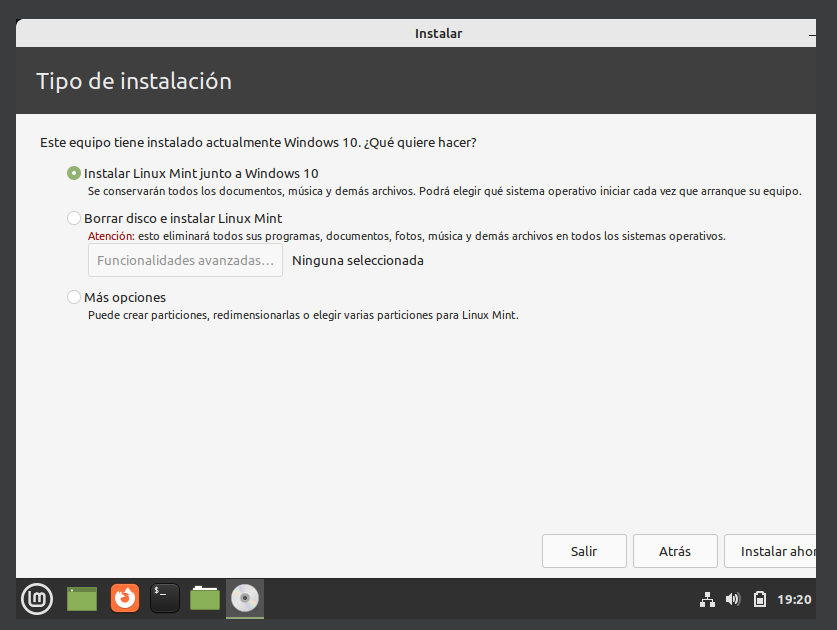 Instalar
Tipo de instalación
Este equipo tiene instalado actualmente Windows 10. ¿Qué quiere hacer?
Instalar Linux Mint junto a Windows 10
Se conservarán todos los documentos, música y demás archivos. Podrá elegir qué sistema operativo iniciar cada vez que arranque su equipo.
Borrar disco e instalar Linux Mint
Atención: esto eliminará todos sus programas, documentos, fotos, música y demás archivos en todos los sistemas operativos.
Funcionalidades avanzadas... Ninguna seleccionada
Más opciones
Puede crear particiones, redimensionarlas o elegir varias particiones para Linux Mint.
Salir Atrás Instalar ahor
$_
19:20